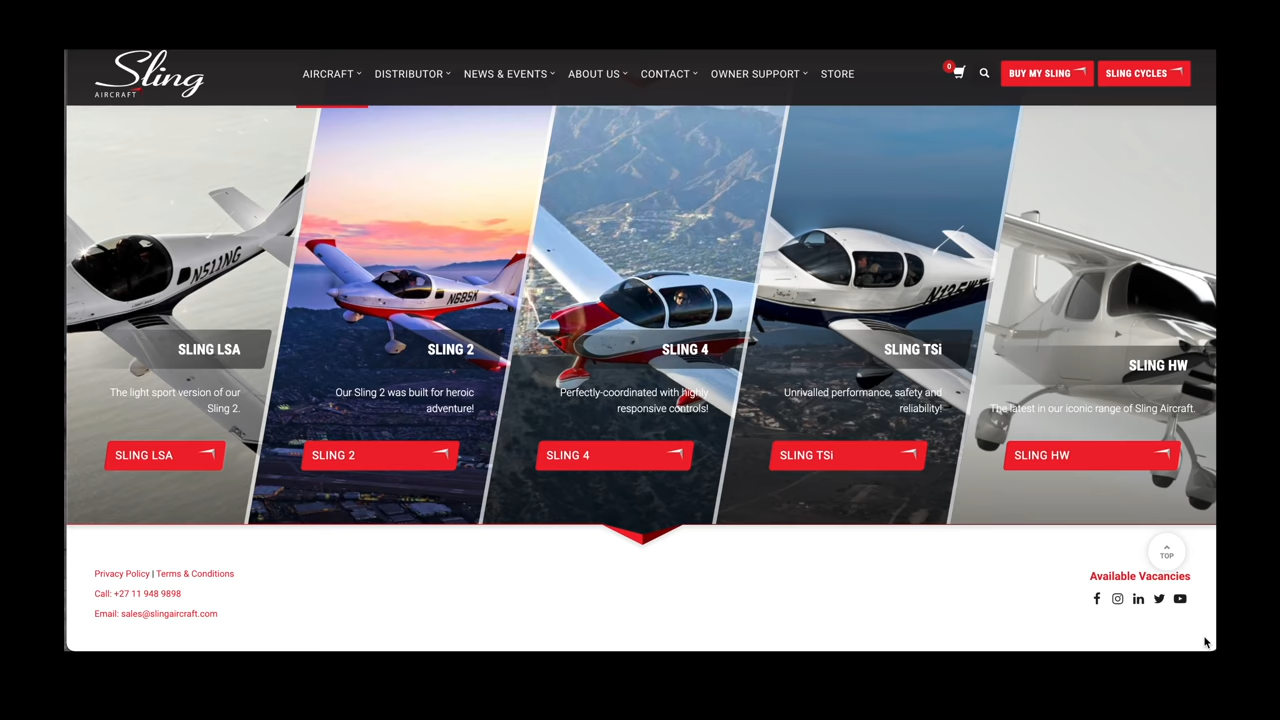 Sling
AIRCRAFT
AIRCRAFT DISTRIBUTOR NEWS & EVENTS ABOUT US CONTACT OWNER SUPPORT STORE
0
BUY MY SLING
SLING CYCLES
N511NG
N68SK
SLING LSA
The light sport version of our
Sling 2.
SLING LSA
SLING 2
Our Sling 2 was built for heroic
adventure!
SLING 2
SLING 4
Perfectly-coordinated with highly
responsive controls!
SLING 4
SLING TSi
Unrivalled performance, safety and
reliability!
SLING TSi
SLING HW
The latest in our iconic range of Sling Aircraft.
SLING HW
TOP
Privacy Policy | Terms & Conditions
Call: +27 11 948 9898
Email: sales@slingaircraft.com
Available Vacancies